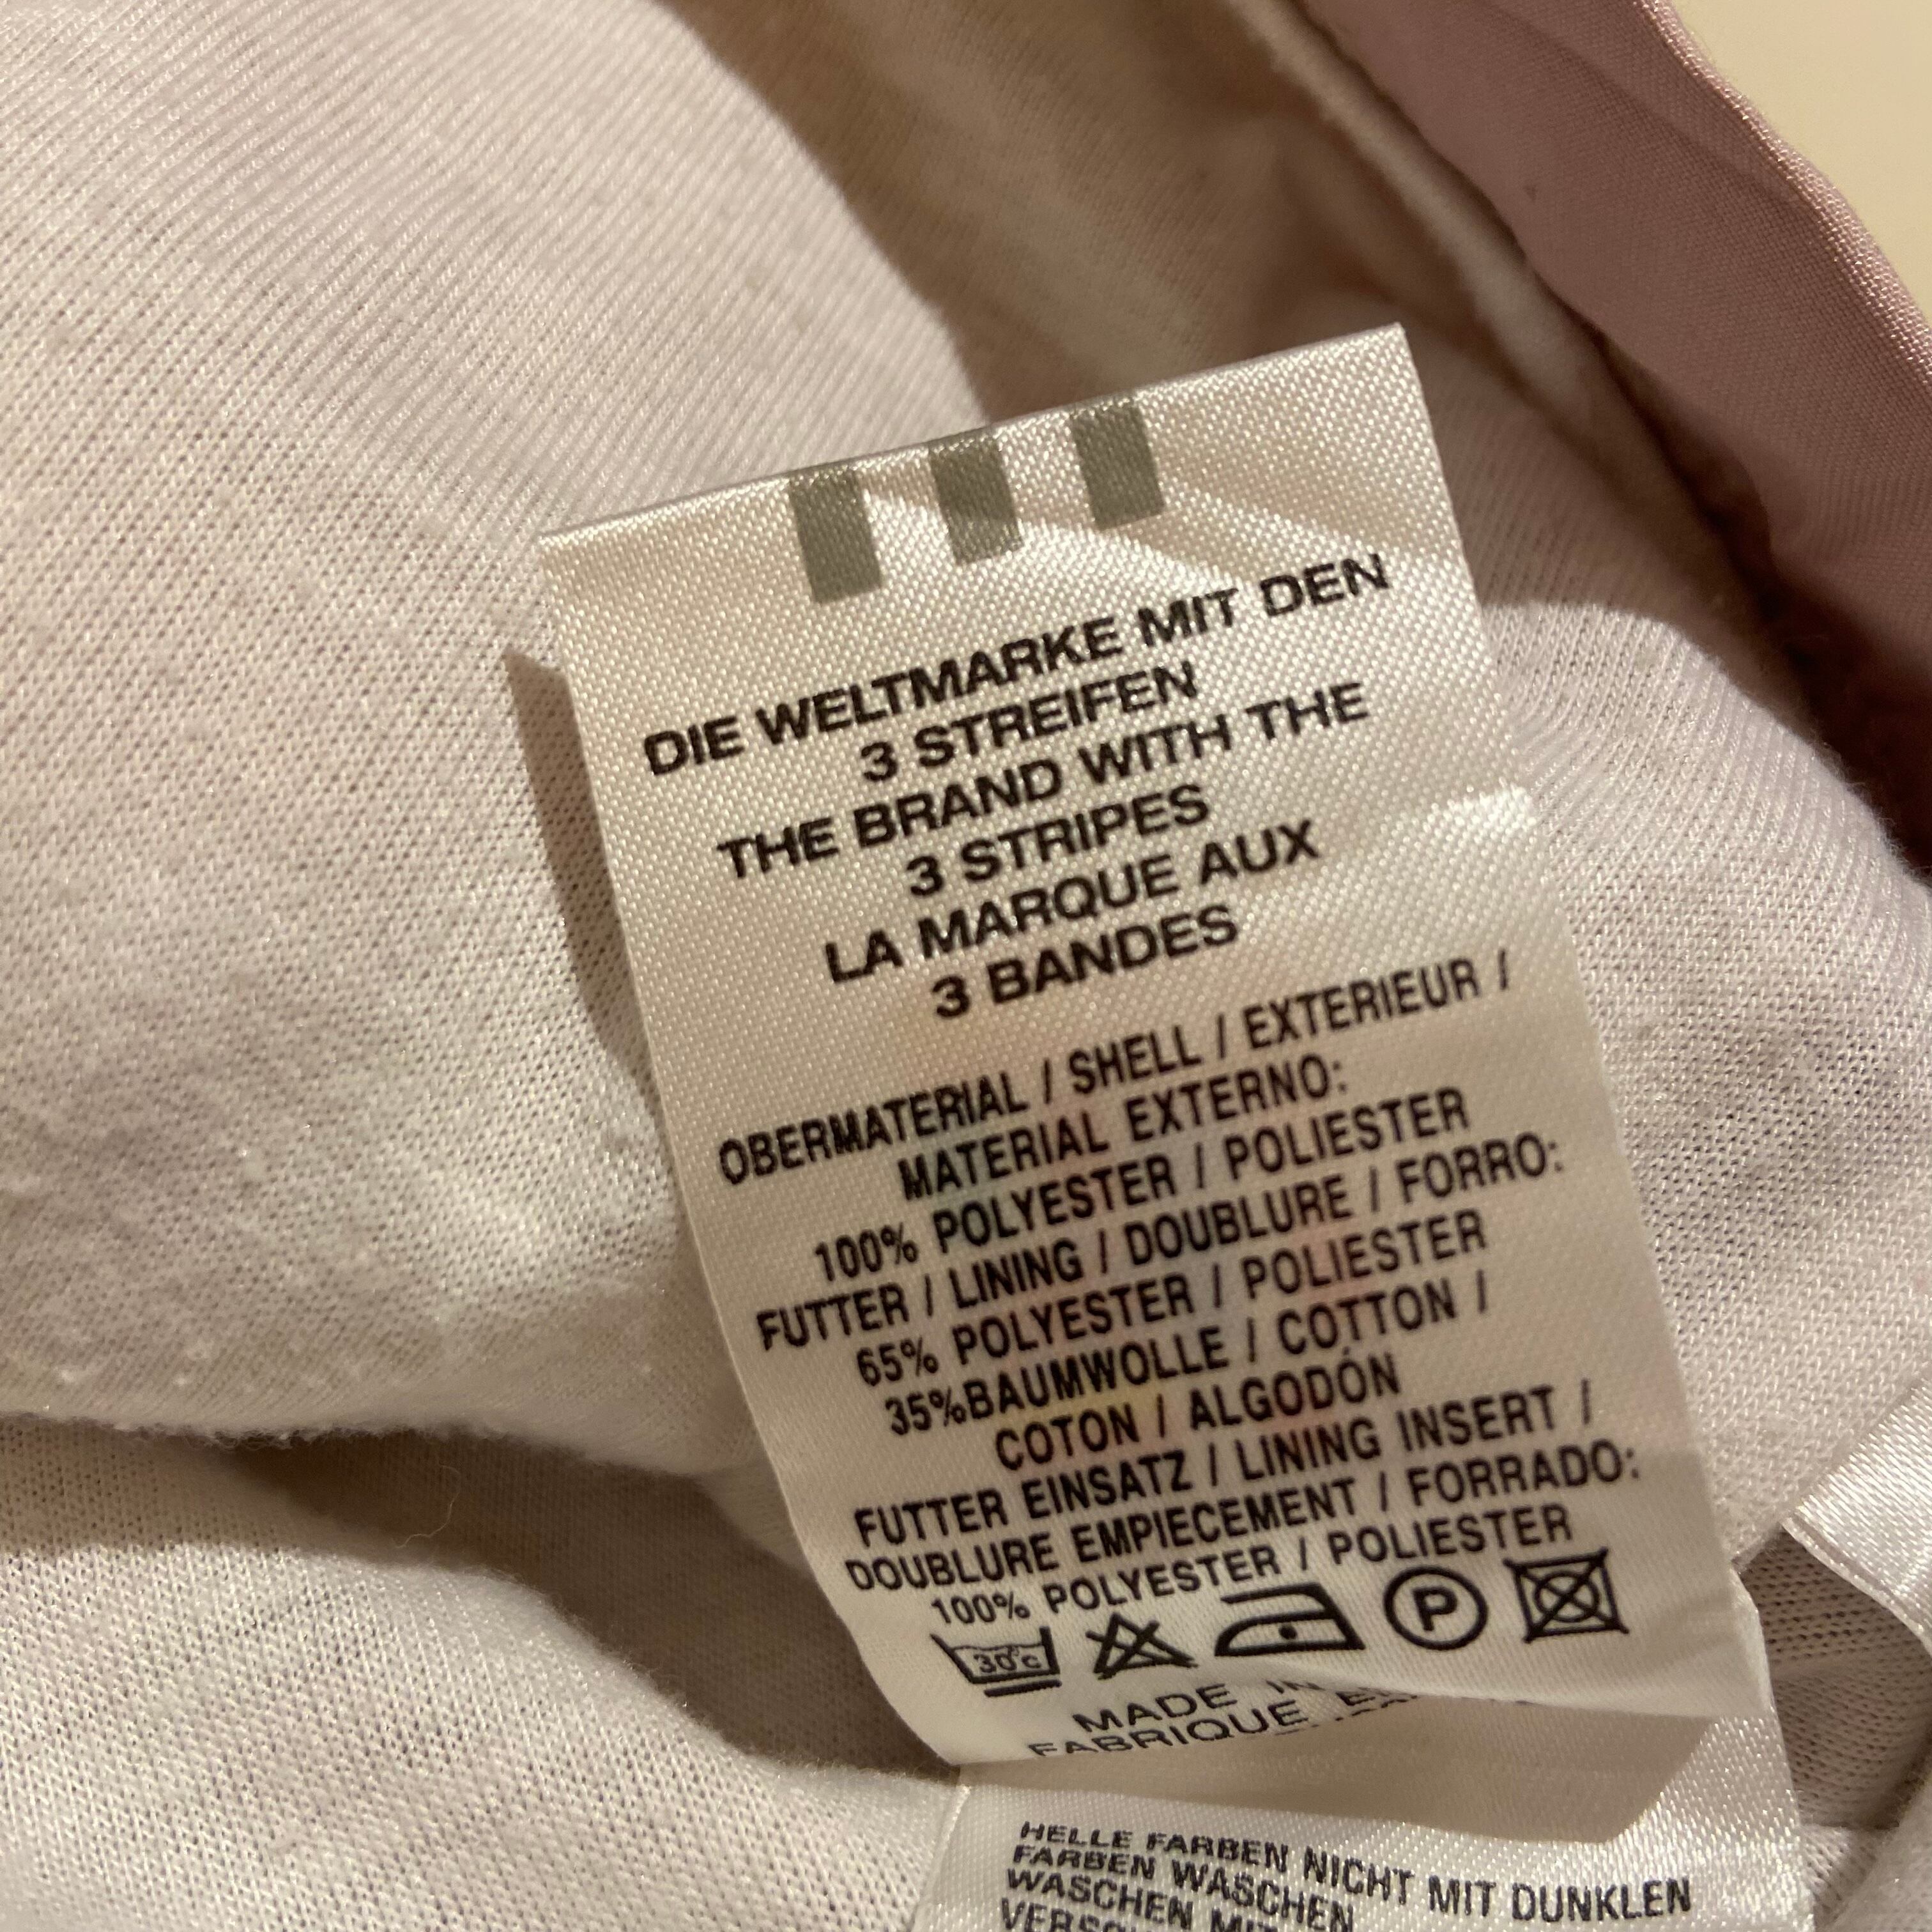 DIE WELTMARKE MIT DEN
3 STREIFEN
THE BRAND WITH THE
3 STRIPES
LA MARQUE AUX
3 BANDES
OBERMATERIAL / SHELL / EXTERIEUR /
MATERIAL EXTERNO:
100% POLYESTER / POLIESTER
FUTTER / LINING / DOUBLURE / FORRO:
65% POLYESTER / POLIESTER
35%BAUMWOLLE / COTTON /
COTON / ALGODÓN
FUTTER EINSATZ / LINING INSERT /
DOUBLURE EMPIECEMENT / FORRADO:
100% POLYESTER / POLIESTER
30°c P
MADE IN
FABRIQUE
HELLE FARBEN NICHT MIT DUNKLEN
FARBEN WASCHEN
WASCHEN